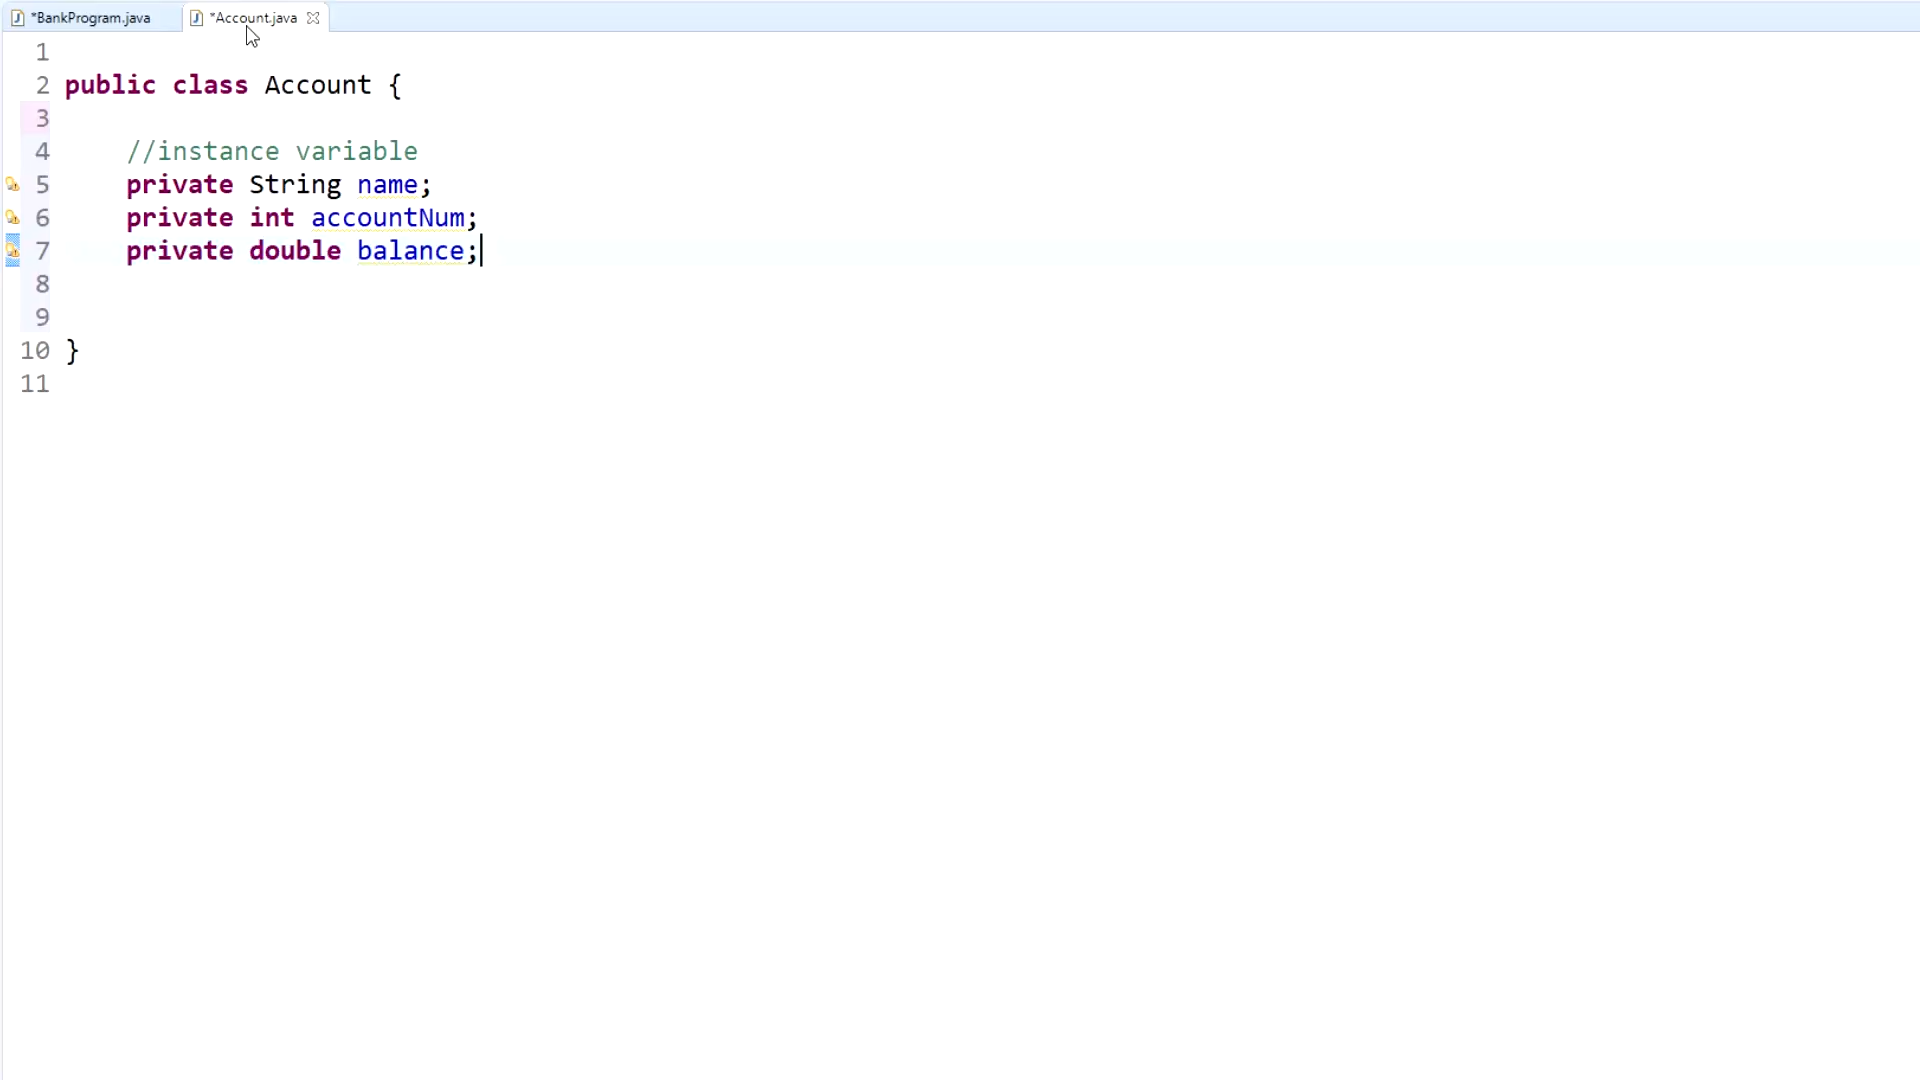 *BankProgram.java *Account.java
1
2 public class Account {
3
4 //instance variable
5 private String name;
6 private int accountNum;
7 private double balance;
8
9
10 }
11